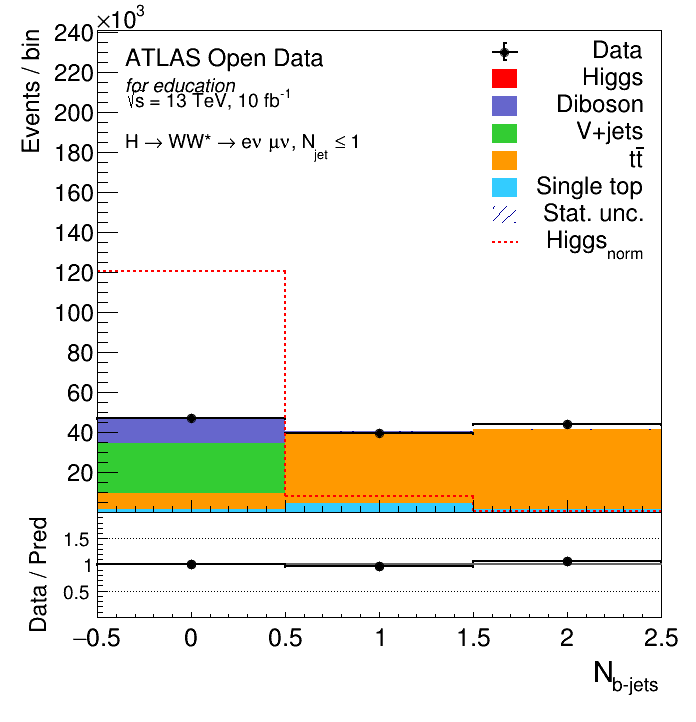 ×10³
Events / bin
240
220
200
180
160
140
120
100
80
60
40
20
ATLAS Open Data
for education
√s = 13 TeV, 10 fb⁻¹
H → WW* → eν μν, N_jet ≤ 1
Data
Higgs
Diboson
V+jets
tt̄
Single top
Stat. unc.
Higgs_norm
Data / Pred
1.5
1
0.5
−0.5 0 0.5 1 1.5 2 2.5
N_b-jets